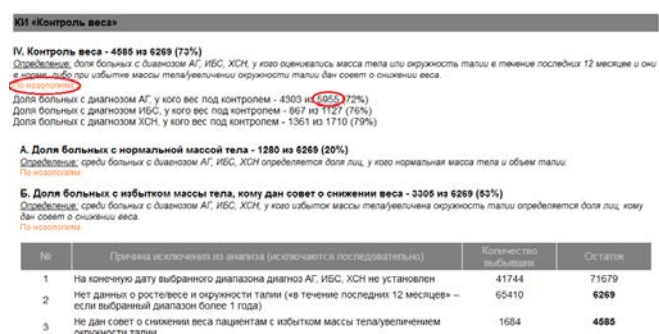 КИ «Контроль веса»
IV. Контроль веса - 4585 из 6269 (73%)
Определение: доля больных с диагнозом АГ, ИБС, ХСН, у кого оценивались масса тела или окружность талии в течение последних 12 месяцев и они
в норме, либо при избытке массы тела/увеличении окружности талии дан совет о снижении веса.
По нозологиям
Доля больных с диагнозом АГ, у кого вес под контролем - 4303 из 5955 (72%)
Доля больных с диагнозом ИБС, у кого вес под контролем - 867 из 1127 (76%)
Доля больных с диагнозом ХСН, у кого вес под контролем - 1361 из 1710 (79%)
А. Доля больных с нормальной массой тела - 1280 из 6269 (20%)
Определение: среди больных с диагнозом АГ, ИБС, ХСН определяется доля лиц, у кого нормальная масса тела и объем талии.
По нозологиям
Б. Доля больных с избытком массы тела, кому дан совет о снижении веса - 3305 из 6269 (53%)
Определение: среди больных с диагнозом АГ, ИБС, ХСН, у кого избыток массы тела/увеличена окружность талии определяется доля лиц, кому
дан совет о снижении веса.
По нозологиям
№ Причина исключения из анализа (исключаются последовательно) Количество выбывших Остаток
1 На конечную дату выбранного диапазона диагноз АГ, ИБС, ХСН не установлен 41744 71679
2 Нет данных о росте/весе и окружности талии («в течение последних 12 месяцев» –
если выбранный диапазон более 1 года) 65410 6269
3 Не дан совет о снижении веса пациентам с избытком массы тела/увеличением
окружности талии 1684 4585